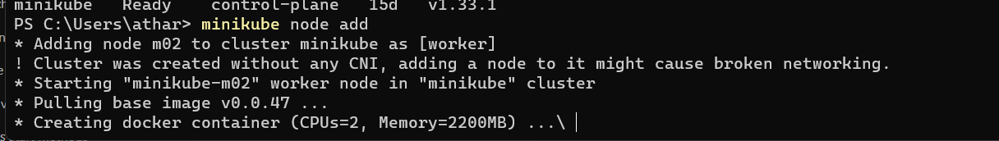 minikube   Ready    control-plane   15d   v1.33.1
PS C:\Users\athar> minikube node add
* Adding node m02 to cluster minikube as [worker]
! Cluster was created without any CNI, adding a node to it might cause broken networking.
* Starting "minikube-m02" worker node in "minikube" cluster
* Pulling base image v0.0.47 ...
* Creating docker container (CPUs=2, Memory=2200MB) ...\